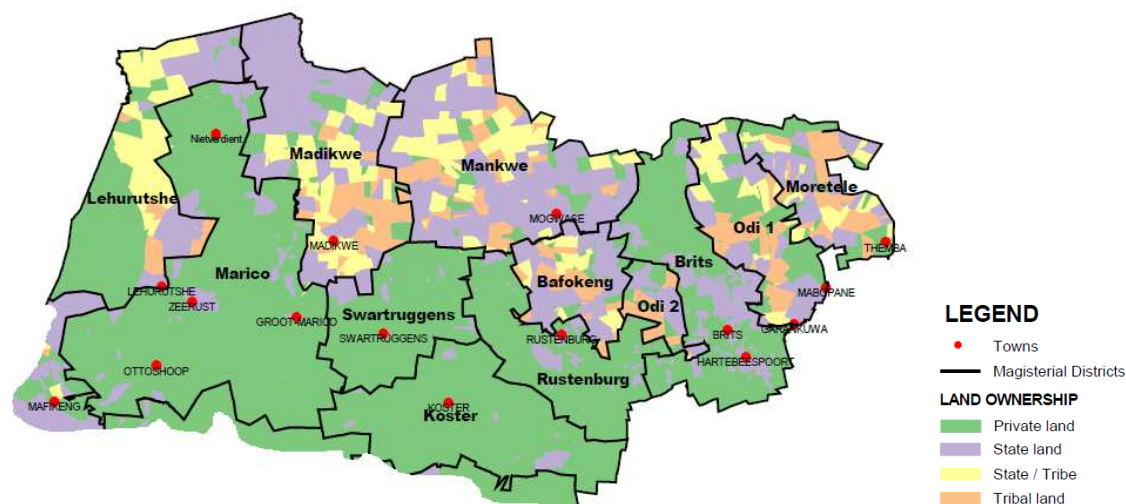 Nietverdient
Madikwe
Mankwe
Lehurutshe
Moretele
MOGWASE
Odi 1
MADIKWE
THEMBA
Brits
Marico
Bafokeng
LEHURUTSHE
MABOPANE
ZEERUST
Odi 2
GROOT-MARICO
Swartruggens
SWARTRUGGENS
RUSTENBURG
BRITS
GARANKUWA
HARTEBEESPOORT
OTTOSHOOP
Rustenburg
MAFIKENG
KOSTER
Koster
LEGEND
Towns
Magisterial Districts
LAND OWNERSHIP
Private land
State land
State / Tribe
Tribal land